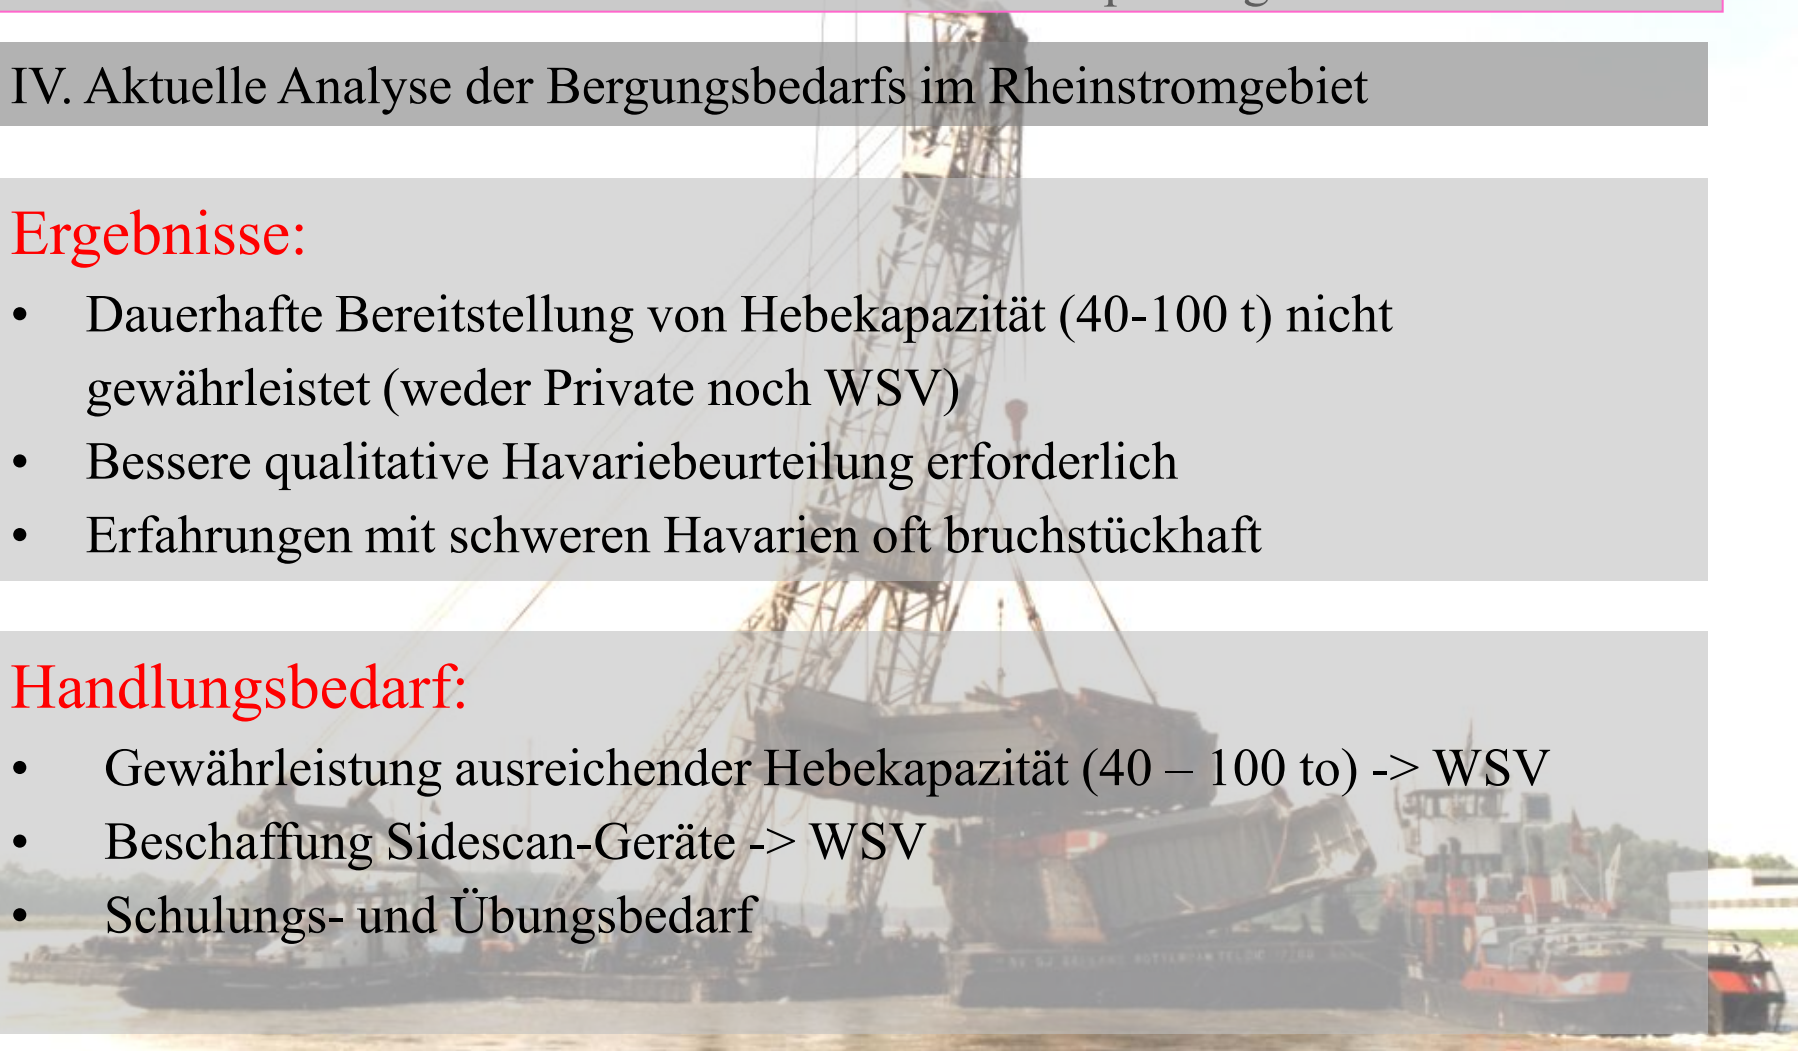 IV. Aktuelle Analyse der Bergungsbedarfs im Rheinstromgebiet
Ergebnisse:
• Dauerhafte Bereitstellung von Hebekapazität (40-100 t) nicht
gewährleistet (weder Private noch WSV)
• Bessere qualitative Havariebeurteilung erforderlich
• Erfahrungen mit schweren Havarien oft bruchstückhaft
Handlungsbedarf:
• Gewährleistung ausreichender Hebekapazität (40 – 100 to) -> WSV
• Beschaffung Sidescan-Geräte -> WSV
• Schulungs- und Übungsbedarf